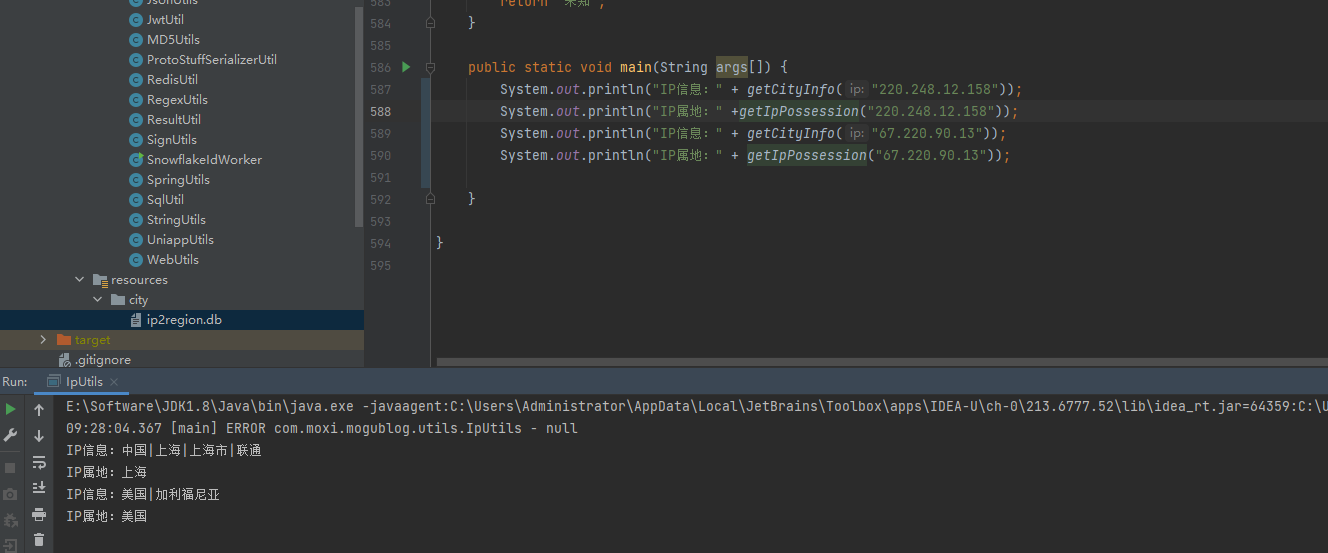 JsonUtils
JwtUtil
MD5Utils
ProtoStuffSerializerUtil
RedisUtil
RegexUtils
ResultUtil
SignUtils
SnowflakeIdWorker
SpringUtils
SqlUtil
StringUtils
UniappUtils
WebUtils
resources
city
ip2region.db
target
.gitignore
583 return "未知";
584 }
585
586 public static void main(String args[]) {
587 System.out.println("IP信息：" + getCityInfo( ip: "220.248.12.158"));
588 System.out.println("IP属地：" +getIpPossession("220.248.12.158"));
589 System.out.println("IP信息：" + getCityInfo( ip: "67.220.90.13"));
590 System.out.println("IP属地：" + getIpPossession("67.220.90.13"));
591
592 }
593
594 }
595
Run: IpUtils ×
E:\Software\JDK1.8\Java\bin\java.exe -javaagent:C:\Users\Administrator\AppData\Local\JetBrains\Toolbox\apps\IDEA-U\ch-0\213.6777.52\lib\idea_rt.jar=64359:C:\U
09:28:04.367 [main] ERROR com.moxi.mogublog.utils.IpUtils - null
IP信息：中国|上海|上海市|联通
IP属地：上海
IP信息：美国|加利福尼亚
IP属地：美国